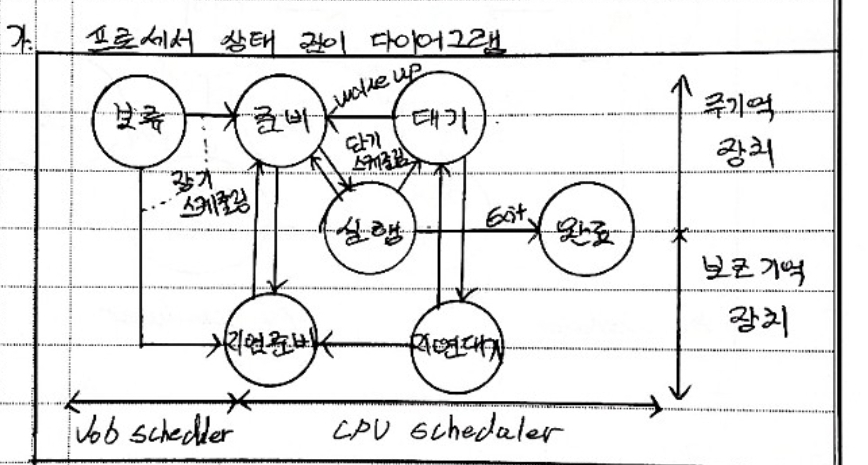 가. 프로세서 상태 전이 다이어그램
보류 준비 wake up 대기
단기
스케줄링
장기
스케줄링
실행 Exit 완료
지연준비 지연대기
주기억
장치
보조기억
장치
Job scheduler CPU scheduler